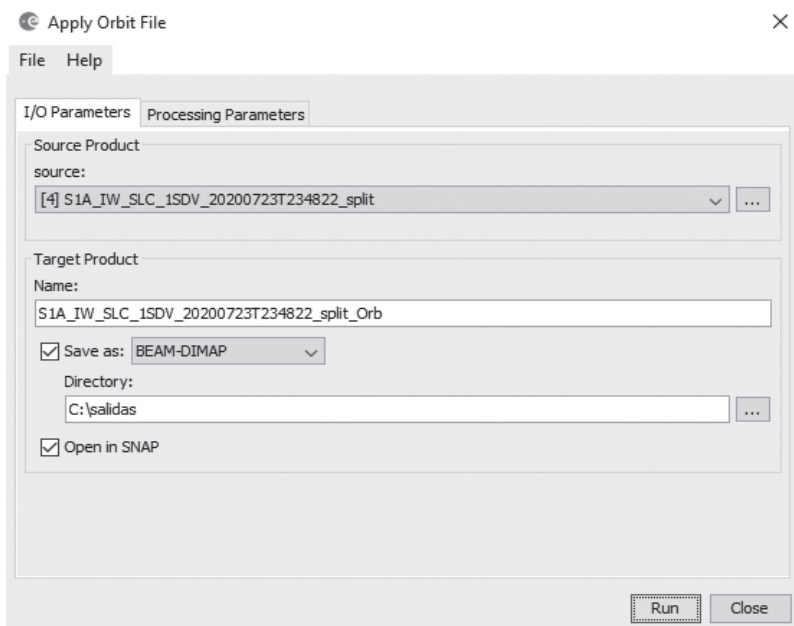 Apply Orbit File
File Help
I/O Parameters Processing Parameters
Source Product
source:
[4] S1A_IW_SLC_1SDV_20200723T234822_split
...
Target Product
Name:
S1A_IW_SLC_1SDV_20200723T234822_split_Orb
Save as: BEAM-DIMAP
Directory:
C:\salidas
...
Open in SNAP
Run Close